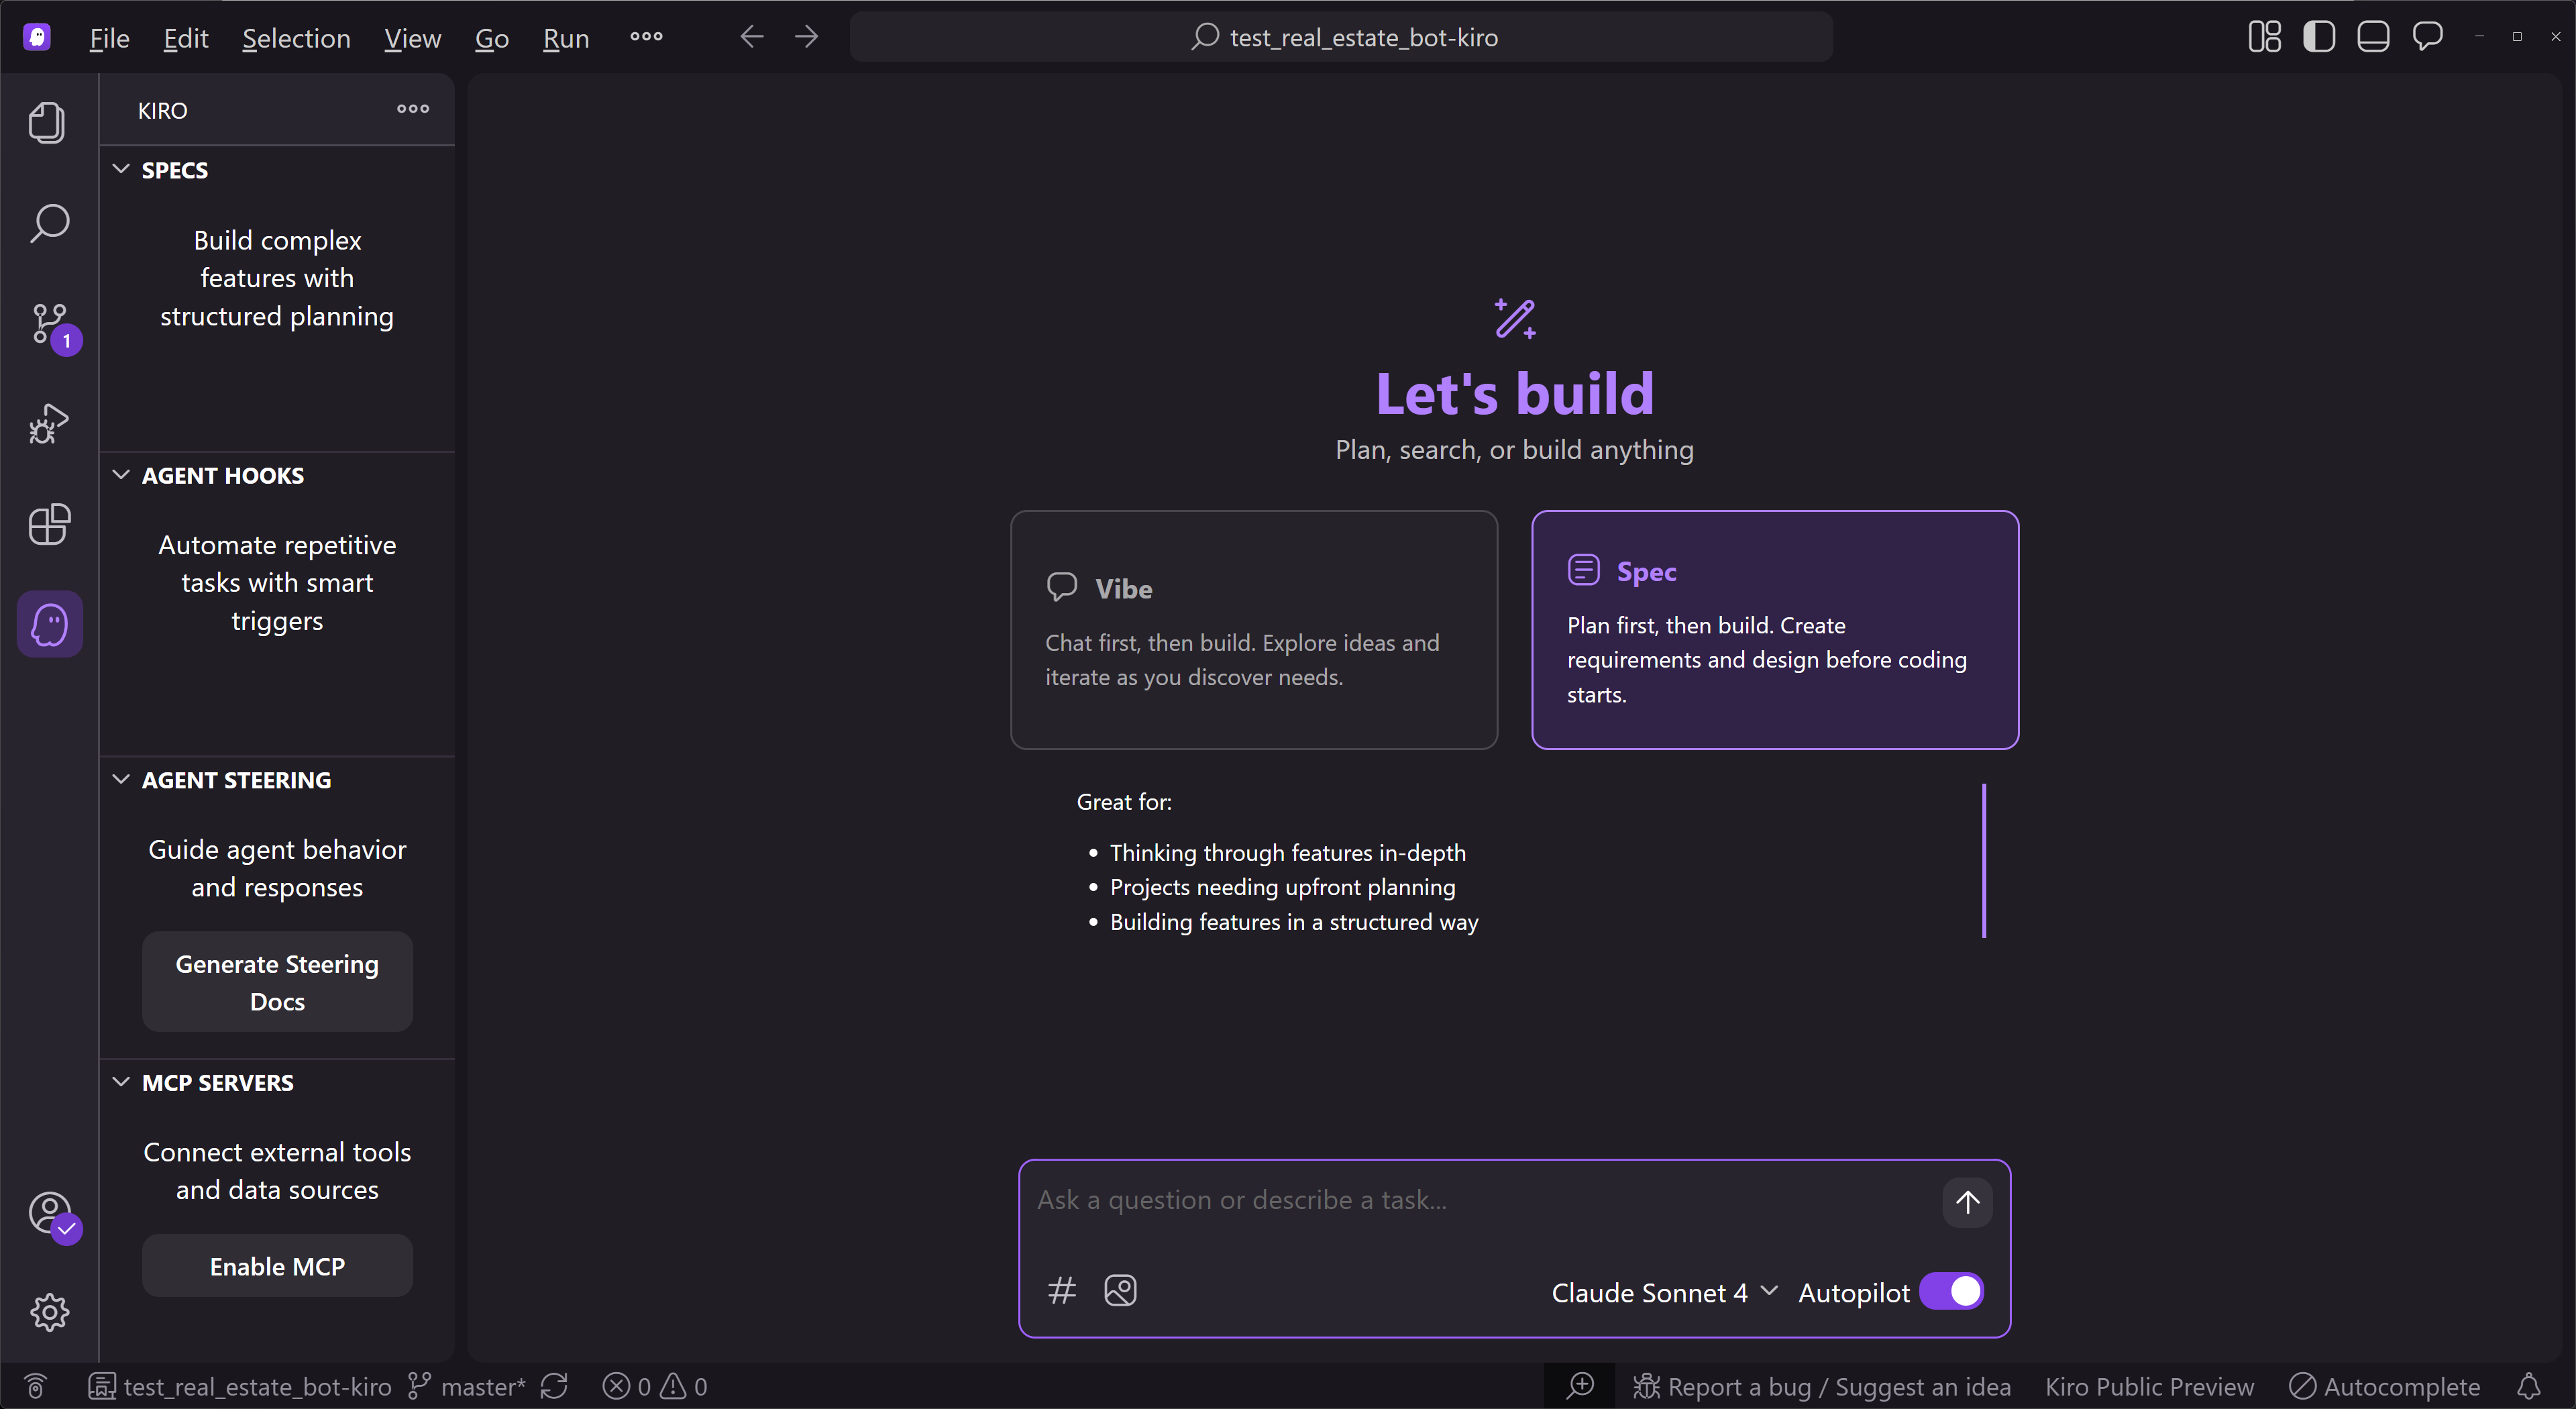 File Edit Selection View Go Run
test_real_estate_bot-kiro
KIRO
SPECS
Build complex
features with
structured planning
1
AGENT HOOKS
Automate repetitive
tasks with smart
triggers
AGENT STEERING
Guide agent behavior
and responses
Generate Steering
Docs
MCP SERVERS
Connect external tools
and data sources
Enable MCP
Let's build
Plan, search, or build anything
Vibe
Chat first, then build. Explore ideas and
iterate as you discover needs.
Spec
Plan first, then build. Create
requirements and design before coding
starts.
Great for:
• Thinking through features in-depth
• Projects needing upfront planning
• Building features in a structured way
Ask a question or describe a task...
# Claude Sonnet 4 Autopilot
test_real_estate_bot-kiro master* 0 0 Report a bug / Suggest an idea Kiro Public Preview Autocomplete